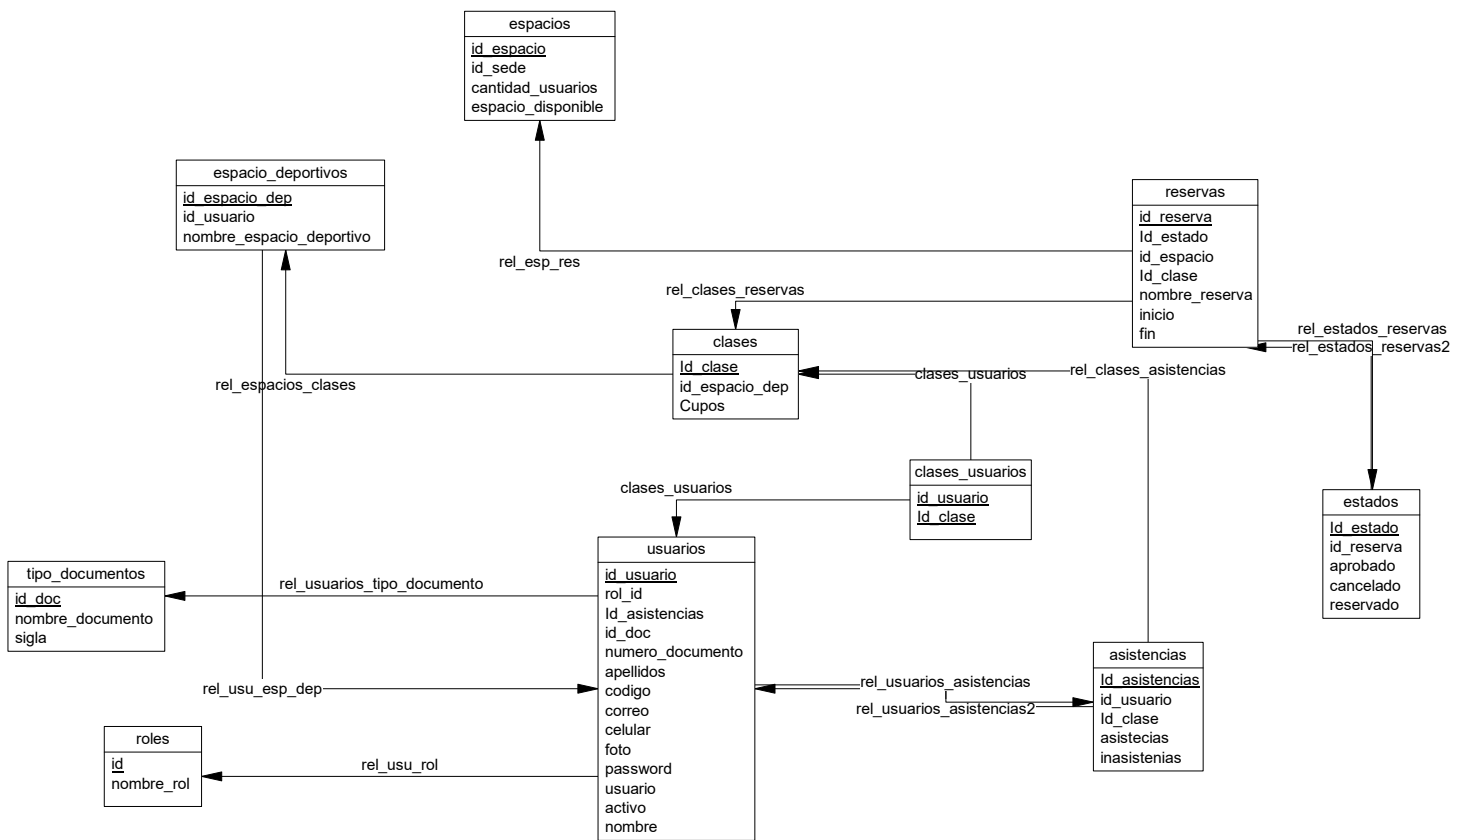 espacios
id_espacio
id_sede
cantidad_usuarios
espacio_disponible
espacio_deportivos
id_espacio_dep
id_usuario
nombre_espacio_deportivo
reservas
id_reserva
Id_estado
id_espacio
Id_clase
nombre_reserva
inicio
fin
rel_esp_res
rel_clases_reservas
rel_estados_reservas
rel_estados_reservas2
clases
Id_clase
id_espacio_dep
Cupos
rel_espacios_clases
clases_usuarios
rel_clases_asistencias
clases_usuarios
id_usuario
Id_clase
clases_usuarios
estados
Id_estado
id_reserva
aprobado
cancelado
reservado
tipo_documentos
id_doc
nombre_documento
sigla
rel_usuarios_tipo_documento
usuarios
id_usuario
rol_id
Id_asistencias
id_doc
numero_documento
apellidos
codigo
correo
celular
foto
password
usuario
activo
nombre
rel_usu_esp_dep
rel_usuarios_asistencias
rel_usuarios_asistencias2
asistencias
Id_asistencias
id_usuario
Id_clase
asistecias
inasistenias
roles
id
nombre_rol
rel_usu_rol